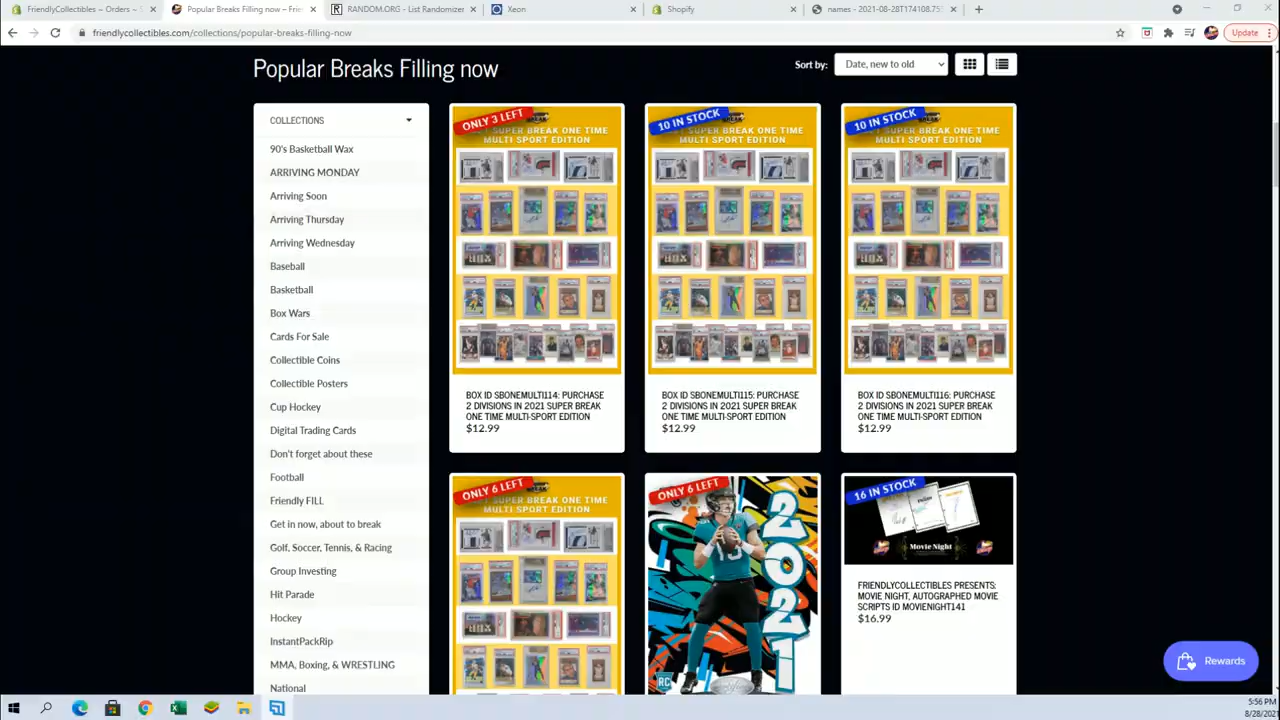 FriendlyCollectibles ~ Orders ~ S
Popular Breaks Filling now – Frie
RANDOM.ORG - List Randomizer
Xeon
Shopify
names - 2021-08-28T174108.75
friendlycollectibles.com/collections/popular-breaks-filling-now
Update
Popular Breaks Filling now
Sort by:
Date, new to old
COLLECTIONS
90's Basketball Wax
ARRIVING MONDAY
Arriving Soon
Arriving Thursday
Arriving Wednesday
Baseball
Basketball
Box Wars
Cards For Sale
Collectible Coins
Collectible Posters
Cup Hockey
Digital Trading Cards
Don't forget about these
Football
Friendly FILL
Get in now, about to break
Golf, Soccer, Tennis, & Racing
Group Investing
Hit Parade
Hockey
InstantPackRip
MMA, Boxing, & WRESTLING
National
ONLY 3 LEFT
SUPER BREAK ONE TIME
MULTI SPORT EDITION
BOX ID SBONEMULTI114: PURCHASE
2 DIVISIONS IN 2021 SUPER BREAK
ONE TIME MULTI-SPORT EDITION
$12.99
10 IN STOCK
SUPER BREAK ONE TIME
MULTI SPORT EDITION
BOX ID SBONEMULTI115: PURCHASE
2 DIVISIONS IN 2021 SUPER BREAK
ONE TIME MULTI-SPORT EDITION
$12.99
10 IN STOCK
SUPER BREAK ONE TIME
MULTI SPORT EDITION
BOX ID SBONEMULTI116: PURCHASE
2 DIVISIONS IN 2021 SUPER BREAK
ONE TIME MULTI-SPORT EDITION
$12.99
ONLY 6 LEFT
SUPER BREAK ONE TIME
MULTI SPORT EDITION
ONLY 6 LEFT
2021
RC
16 IN STOCK
Movie Night
FRIENDLYCOLLECTIBLES PRESENTS:
MOVIE NIGHT, AUTOGRAPHED MOVIE
SCRIPTS ID MOVIENIGHT141
$16.99
Rewards
5:56 PM
8/28/2021